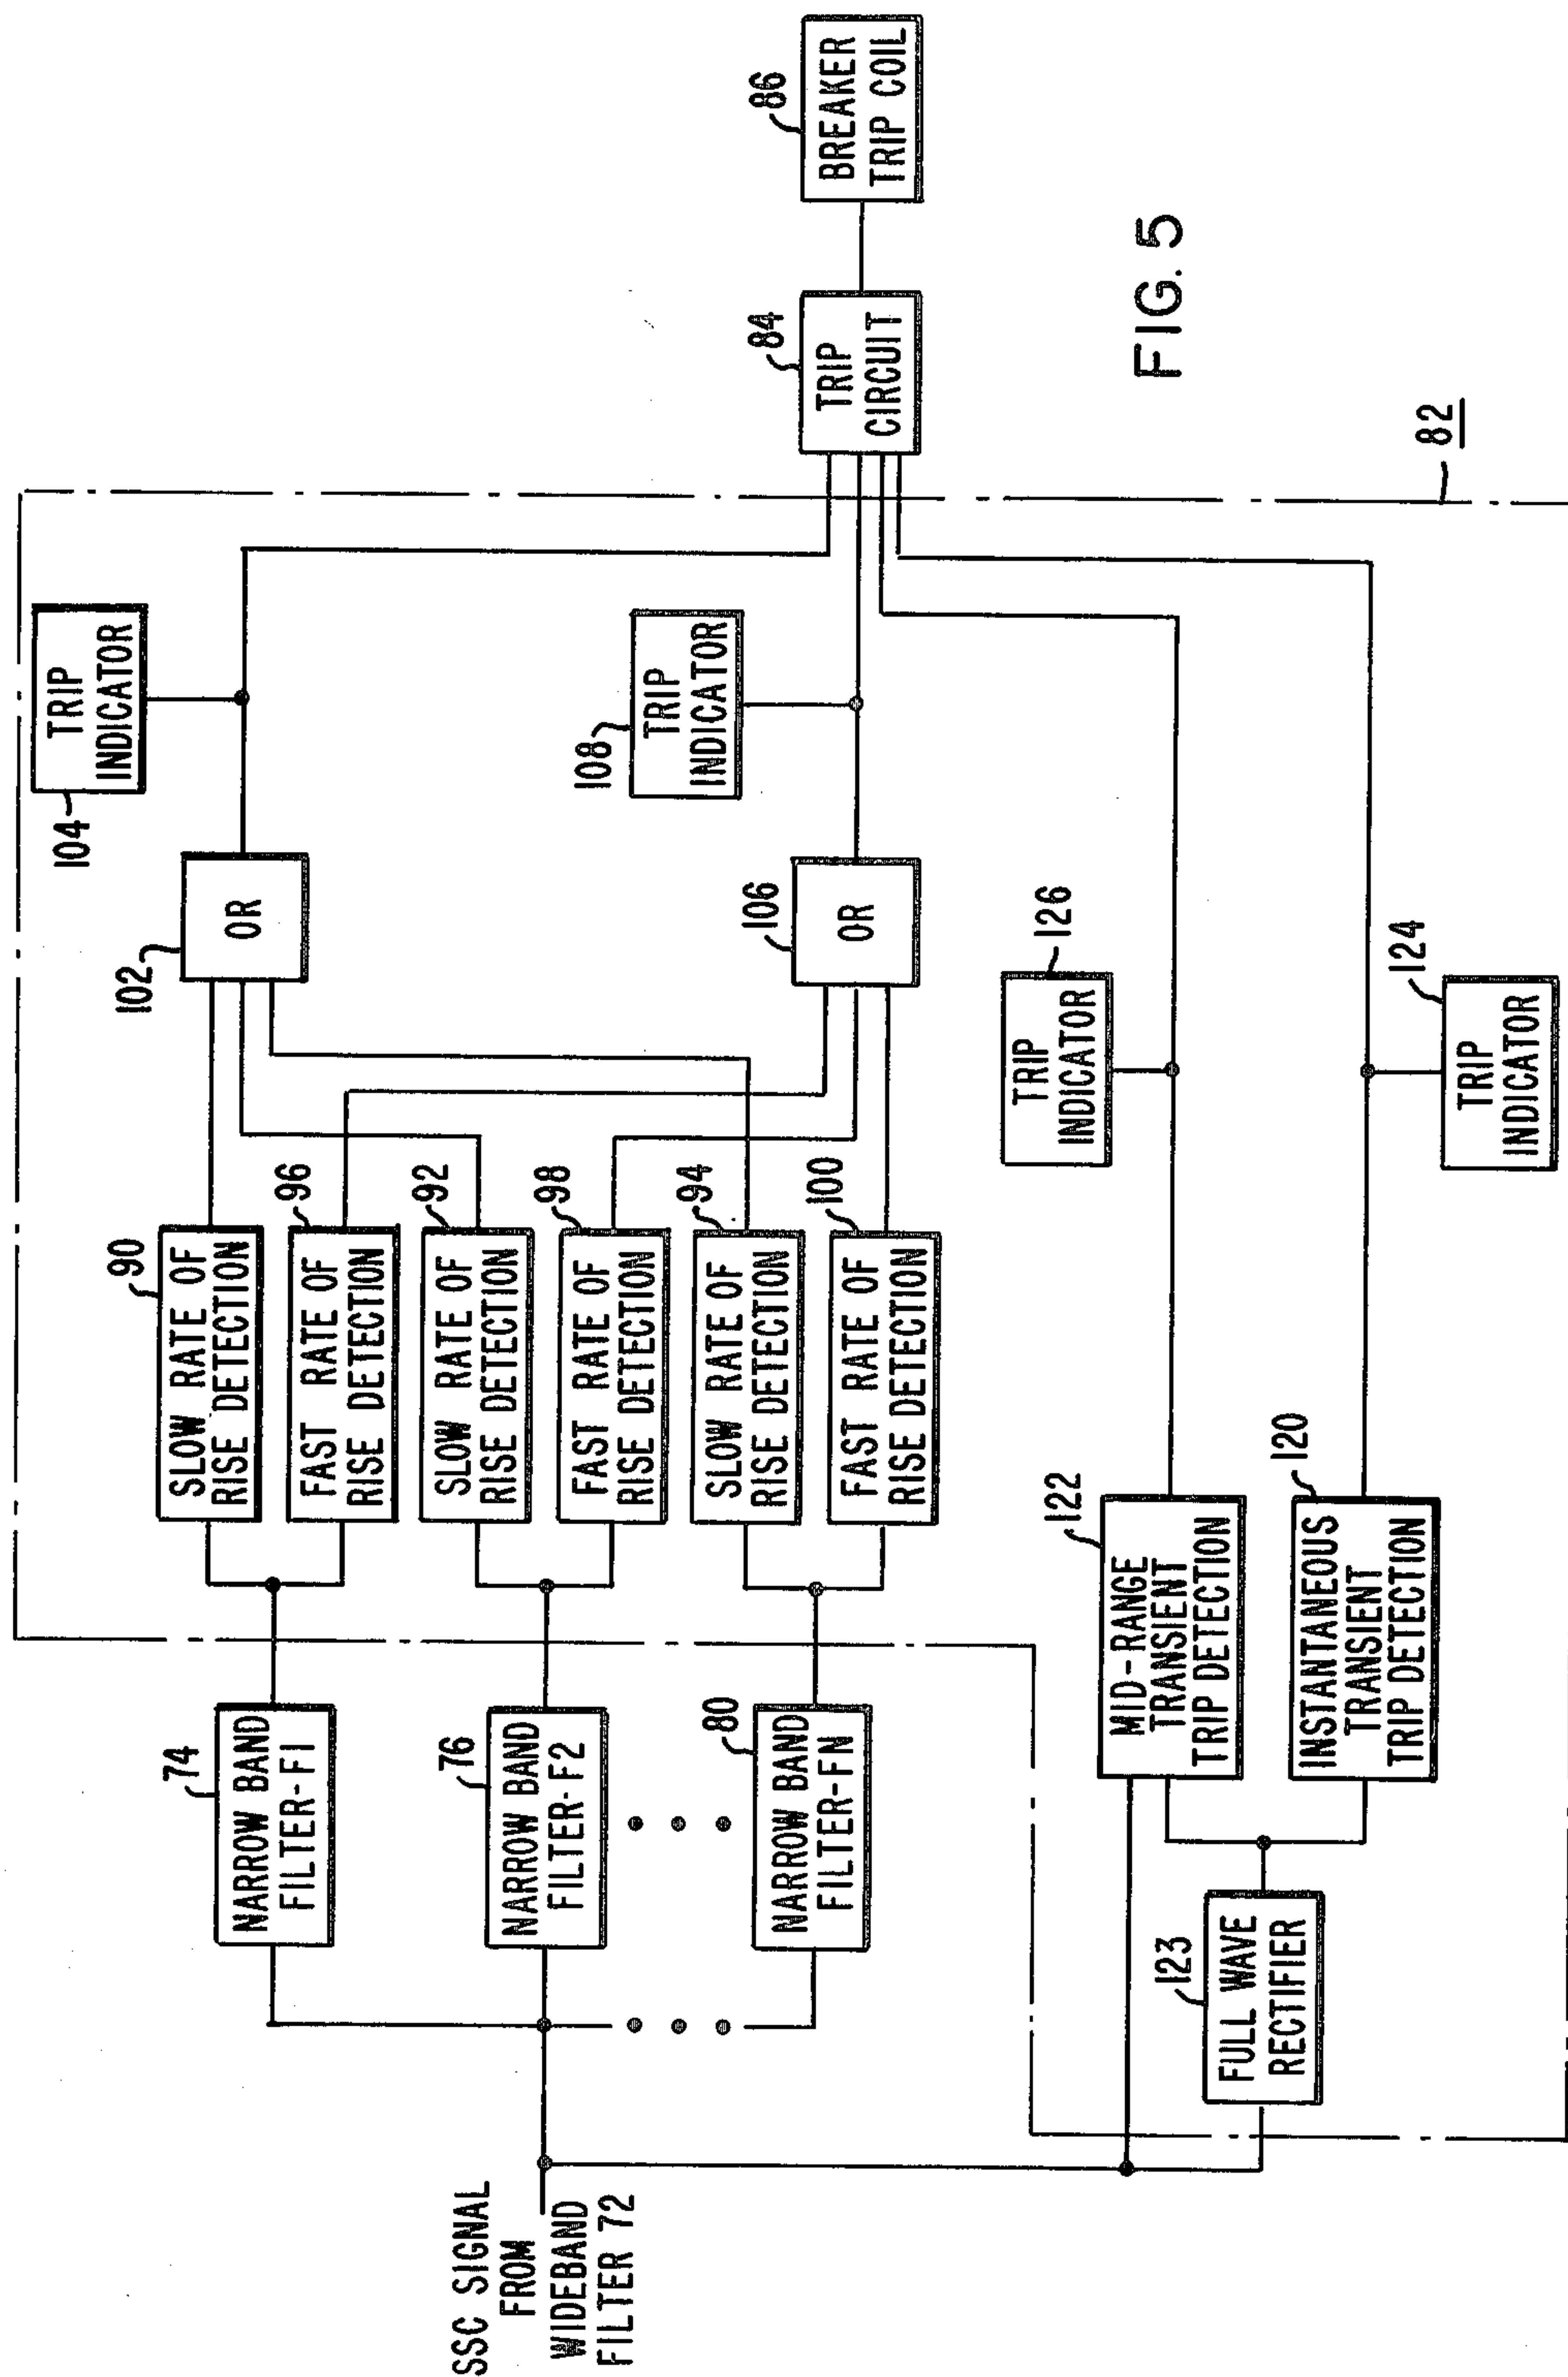 SSC SIGNAL
FROM
WIDEBAND
FILTER 72
74
NARROW BAND
FILTER-F1
76
NARROW BAND
FILTER-F2
80
NARROW BAND
FILTER-FN
90
SLOW RATE OF
RISE DETECTION
96
FAST RATE OF
RISE DETECTION
92
SLOW RATE OF
RISE DETECTION
98
FAST RATE OF
RISE DETECTION
94
SLOW RATE OF
RISE DETECTION
100
FAST RATE OF
RISE DETECTION
102
OR
104
TRIP
INDICATOR
106
OR
108
TRIP
INDICATOR
123
FULL WAVE
RECTIFIER
122
MID-RANGE
TRANSIENT
TRIP DETECTION
120
INSTANTANEOUS
TRANSIENT
TRIP DETECTION
126
TRIP
INDICATOR
124
TRIP
INDICATOR
84
TRIP
CIRCUIT
86
BREAKER
TRIP COIL
82
FIG. 5